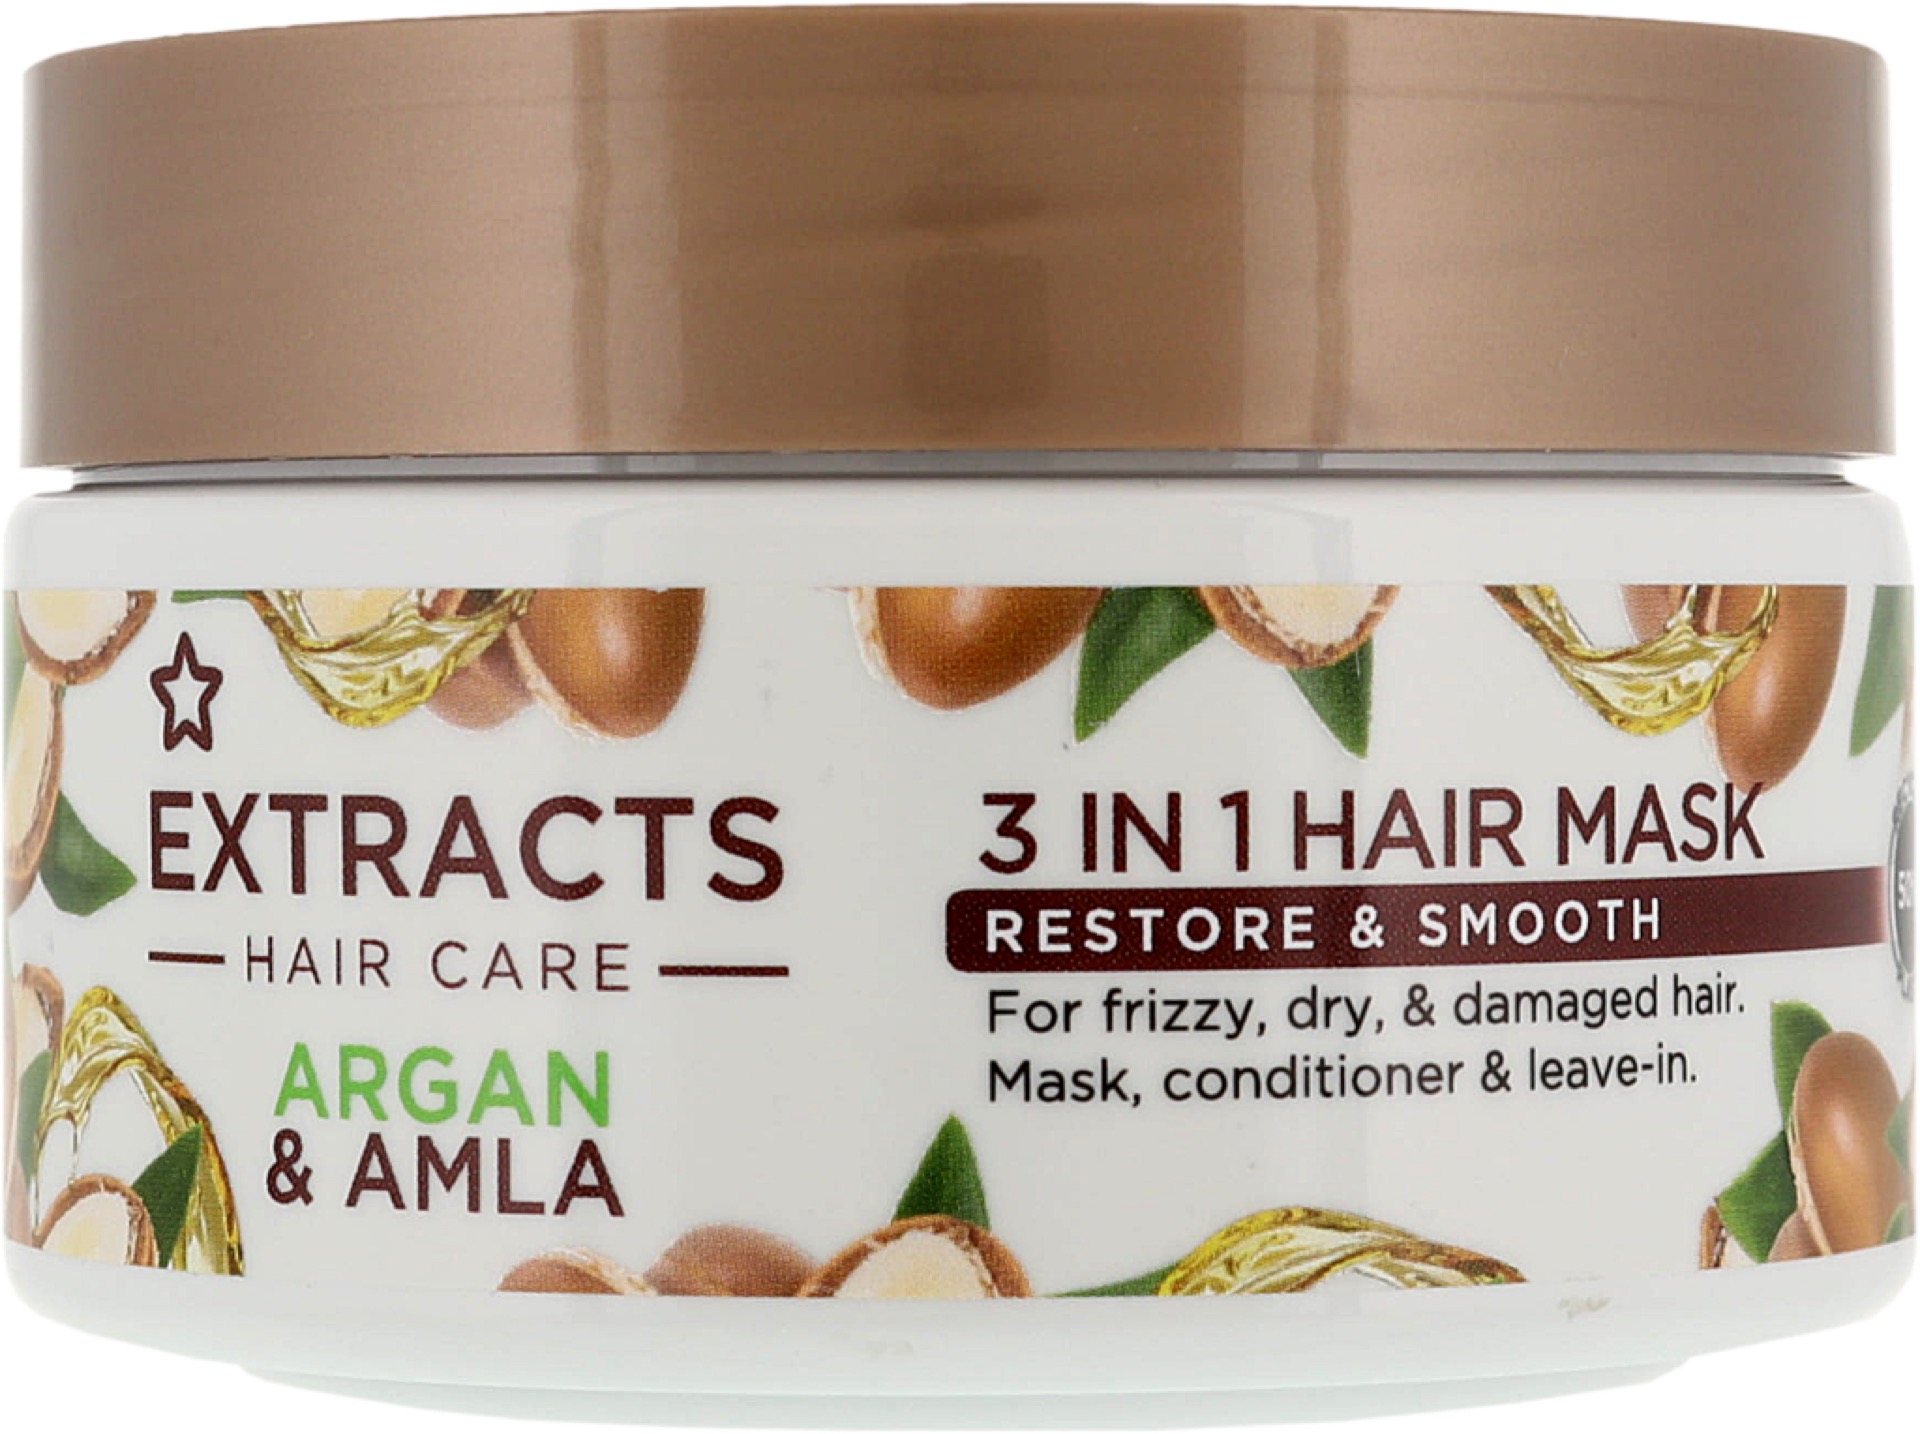 EXTRACTS
HAIR CARE
ARGAN
& AMLA
3 IN 1 HAIR MASK
RESTORE & SMOOTH
For frizzy, dry, & damaged hair.
Mask, conditioner & leave-in.